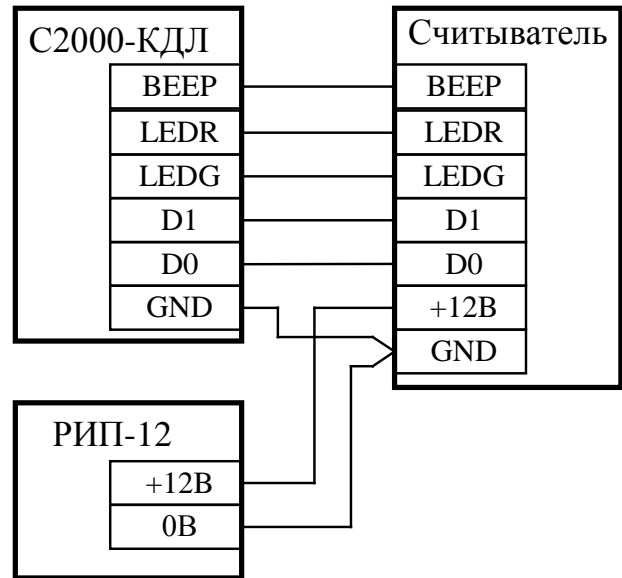 С2000-КДЛ
BEEP
LEDR
LEDG
D1
D0
GND
Считыватель
BEEP
LEDR
LEDG
D1
D0
+12В
GND
РИП-12
+12В
0В